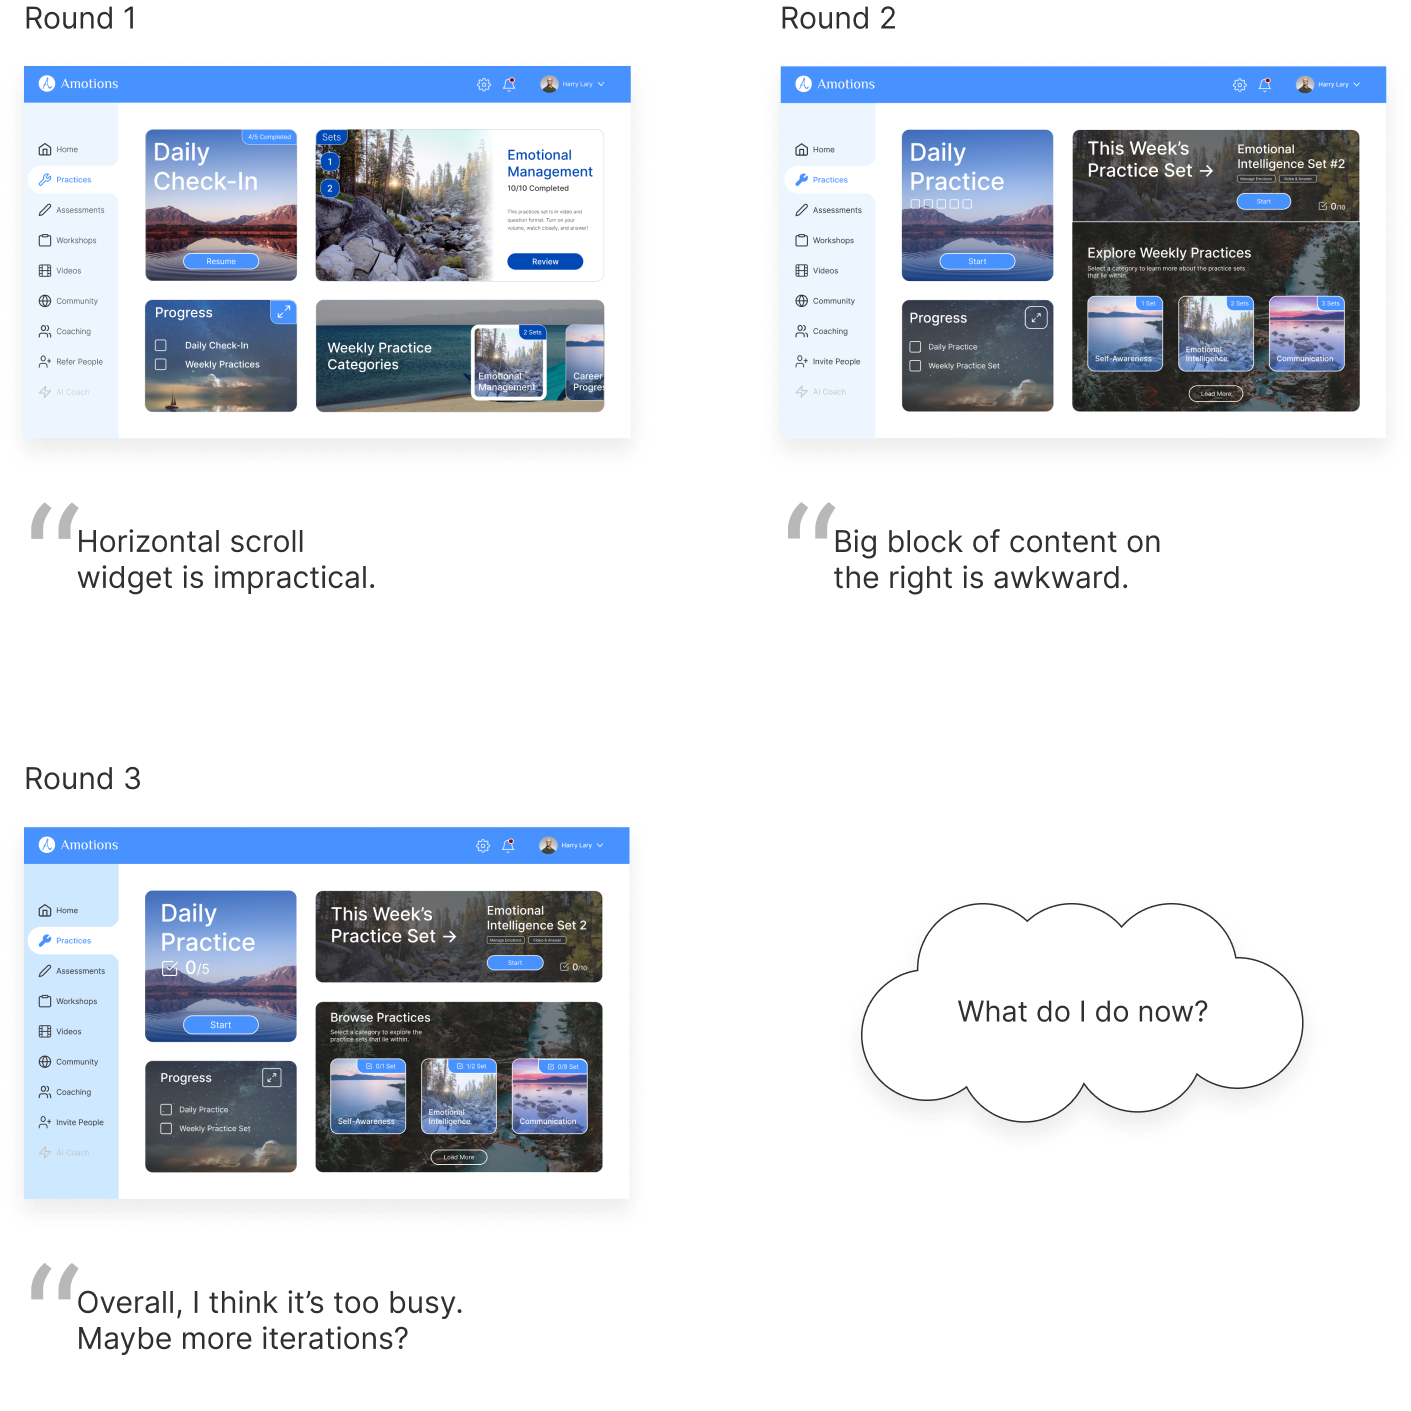 Round 1
Amotions
Harry Lary
Home
Practices
Assessments
Workshops
Videos
Community
Coaching
Refer People
AI Coach
Daily
Check-In
4/5 Completed
Resume
Sets
1
2
Emotional
Management
10/10 Completed
This practices set is in video and
question format. Turn on your
volume, watch closely, and answer!
Review
Progress
Daily Check-In
Weekly Practices
Weekly Practice
Categories
2 Sets
Emotional
Management
Career
Progres
“Horizontal scroll
widget is impractical.
Round 2
Amotions
Harry Lary
Home
Practices
Assessments
Workshops
Videos
Community
Coaching
Invite People
AI Coach
Daily
Practice
Start
This Week’s
Practice Set →
Emotional
Intelligence Set #2
Manage Emotions
Video & Answer
Start
0/10
Progress
Daily Practice
Weekly Practice Set
Explore Weekly Practices
Select a category to learn more about the practice sets
that lie within.
1 Set
Self-Awareness
2 Sets
Emotional
Intelligence
3 Sets
Communication
Load More
“Big block of content on
the right is awkward.
Round 3
Amotions
Harry Lary
Home
Practices
Assessments
Workshops
Videos
Community
Coaching
Invite People
AI Coach
Daily
Practice
0/5
Start
This Week’s
Practice Set →
Emotional
Intelligence Set 2
Manage Emotions
Video & Answer
Start
0/10
Progress
Daily Practice
Weekly Practice Set
Browse Practices
Select a category to explore the
practice sets that lie within.
0/1 Set
Self-Awareness
1/2 Set
Emotional
Intelligence
Communication
Load More
“Overall, I think it’s too busy.
Maybe more iterations?
What do I do now?